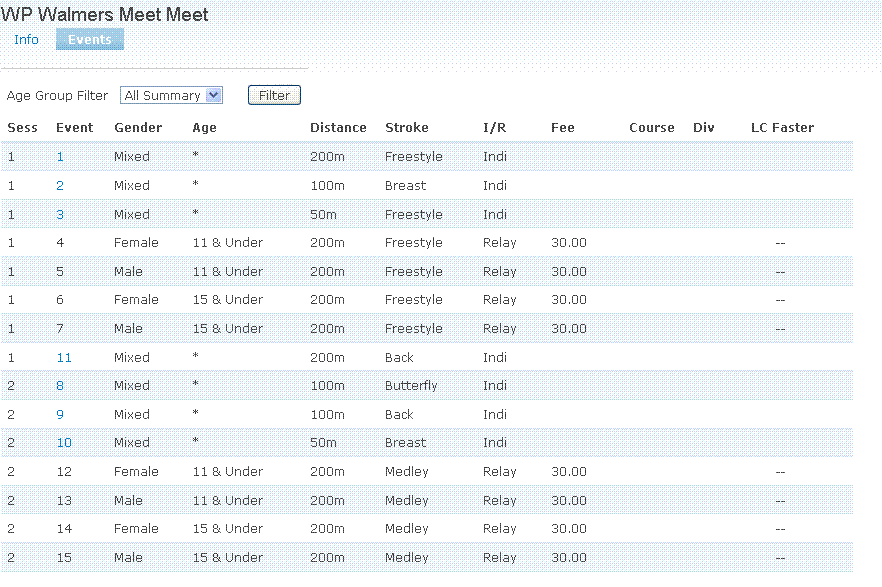 WP Walmers Meet Meet
Info Events
Age Group Filter All Summary Filter
Sess Event Gender Age Distance Stroke I/R Fee Course Div LC Faster
1 1 Mixed * 200m Freestyle Indi
1 2 Mixed * 100m Breast Indi
1 3 Mixed * 50m Freestyle Indi
1 4 Female 11 & Under 200m Freestyle Relay 30.00 --
1 5 Male 11 & Under 200m Freestyle Relay 30.00 --
1 6 Female 15 & Under 200m Freestyle Relay 30.00 --
1 7 Male 15 & Under 200m Freestyle Relay 30.00 --
1 11 Mixed * 200m Back Indi
2 8 Mixed * 100m Butterfly Indi
2 9 Mixed * 100m Back Indi
2 10 Mixed * 50m Breast Indi
2 12 Female 11 & Under 200m Medley Relay 30.00 --
2 13 Male 11 & Under 200m Medley Relay 30.00 --
2 14 Female 15 & Under 200m Medley Relay 30.00 --
2 15 Male 15 & Under 200m Medley Relay 30.00 --